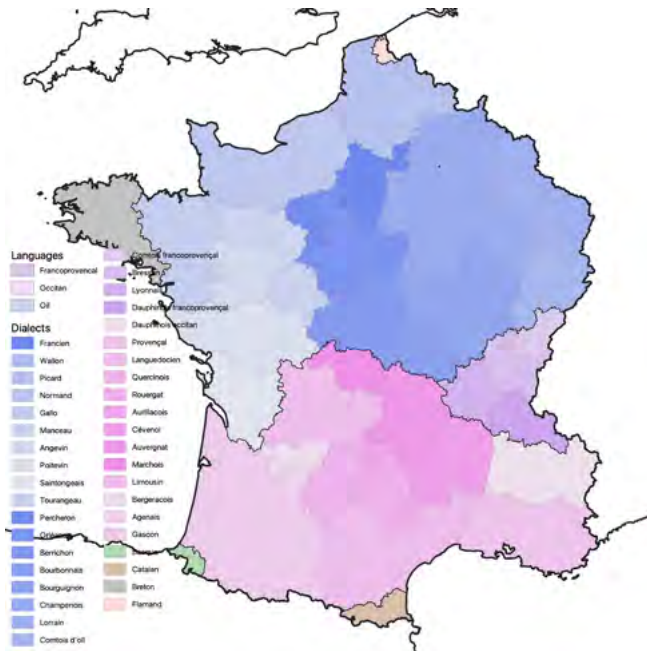 Languages
Francoprovencal
Occitan
Oil
Dialects
Francien
Wallon
Picard
Normand
Gallo
Manceau
Angevin
Poitevin
Saintongeais
Tourangeau
Percheron
Berrichon
Bourbonnais
Bourguignon
Champenois
Lorrain
Comtois d'oïl
francoprovençal
Lyonnais
Dauphinois francoprovençal
Dauphinois occitan
Provençal
Languedocien
Quercinois
Rouergat
Aurillacois
Cévenol
Auvergnat
Marchois
Limousin
Bergeracois
Agenais
Gascon
Catalan
Breton
Flamand